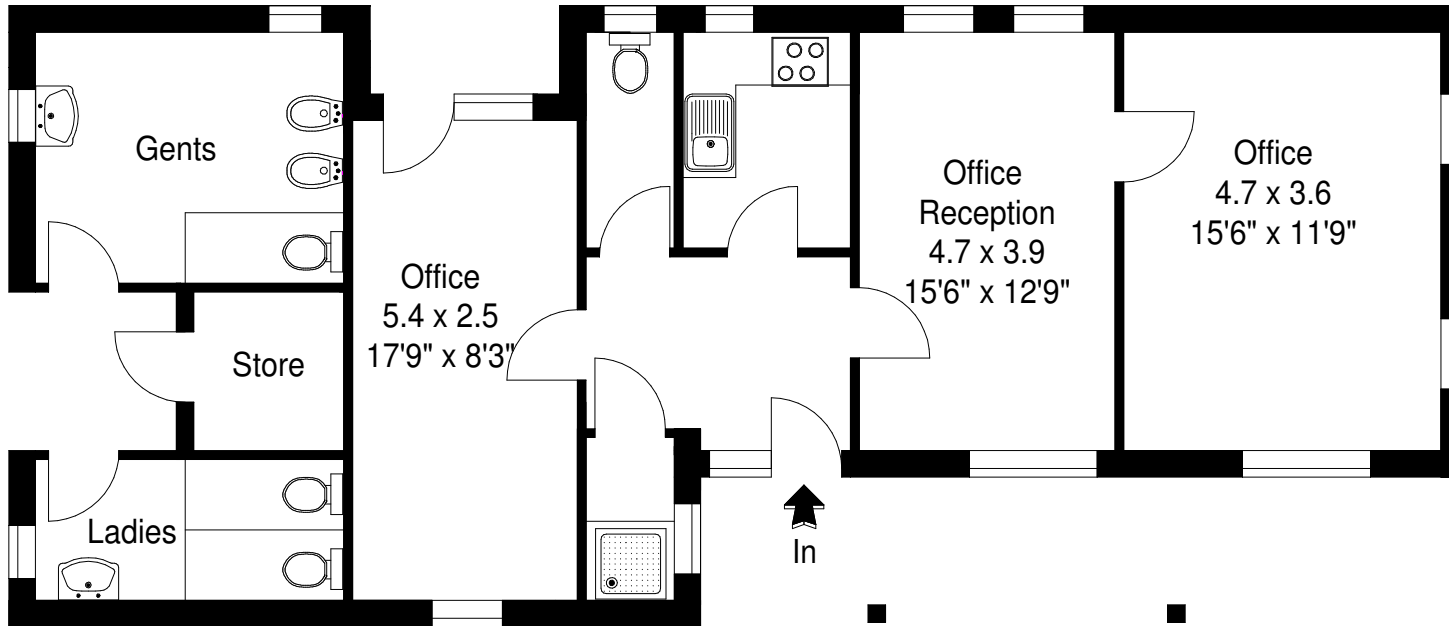 Gents
Office
5.4 x 2.5
17'9" x 8'3"
Store
Ladies
Office
Reception
4.7 x 3.9
15'6" x 12'9"
Office
4.7 x 3.6
15'6" x 11'9"
In